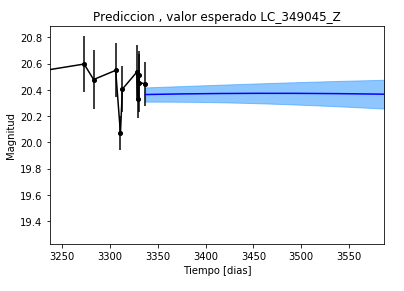 Prediccion , valor esperado LC_349045_Z
20.8
20.6
20.4
20.2
20.0
19.8
19.6
19.4
Magnitud
3250 3300 3350 3400 3450 3500 3550
Tiempo [dias]